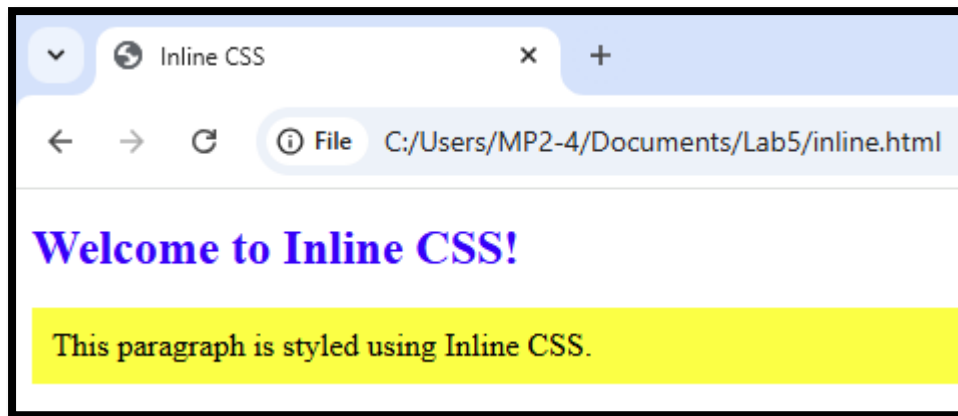 Inline CSS
File C:/Users/MP2-4/Documents/Lab5/inline.html
Welcome to Inline CSS!
This paragraph is styled using Inline CSS.